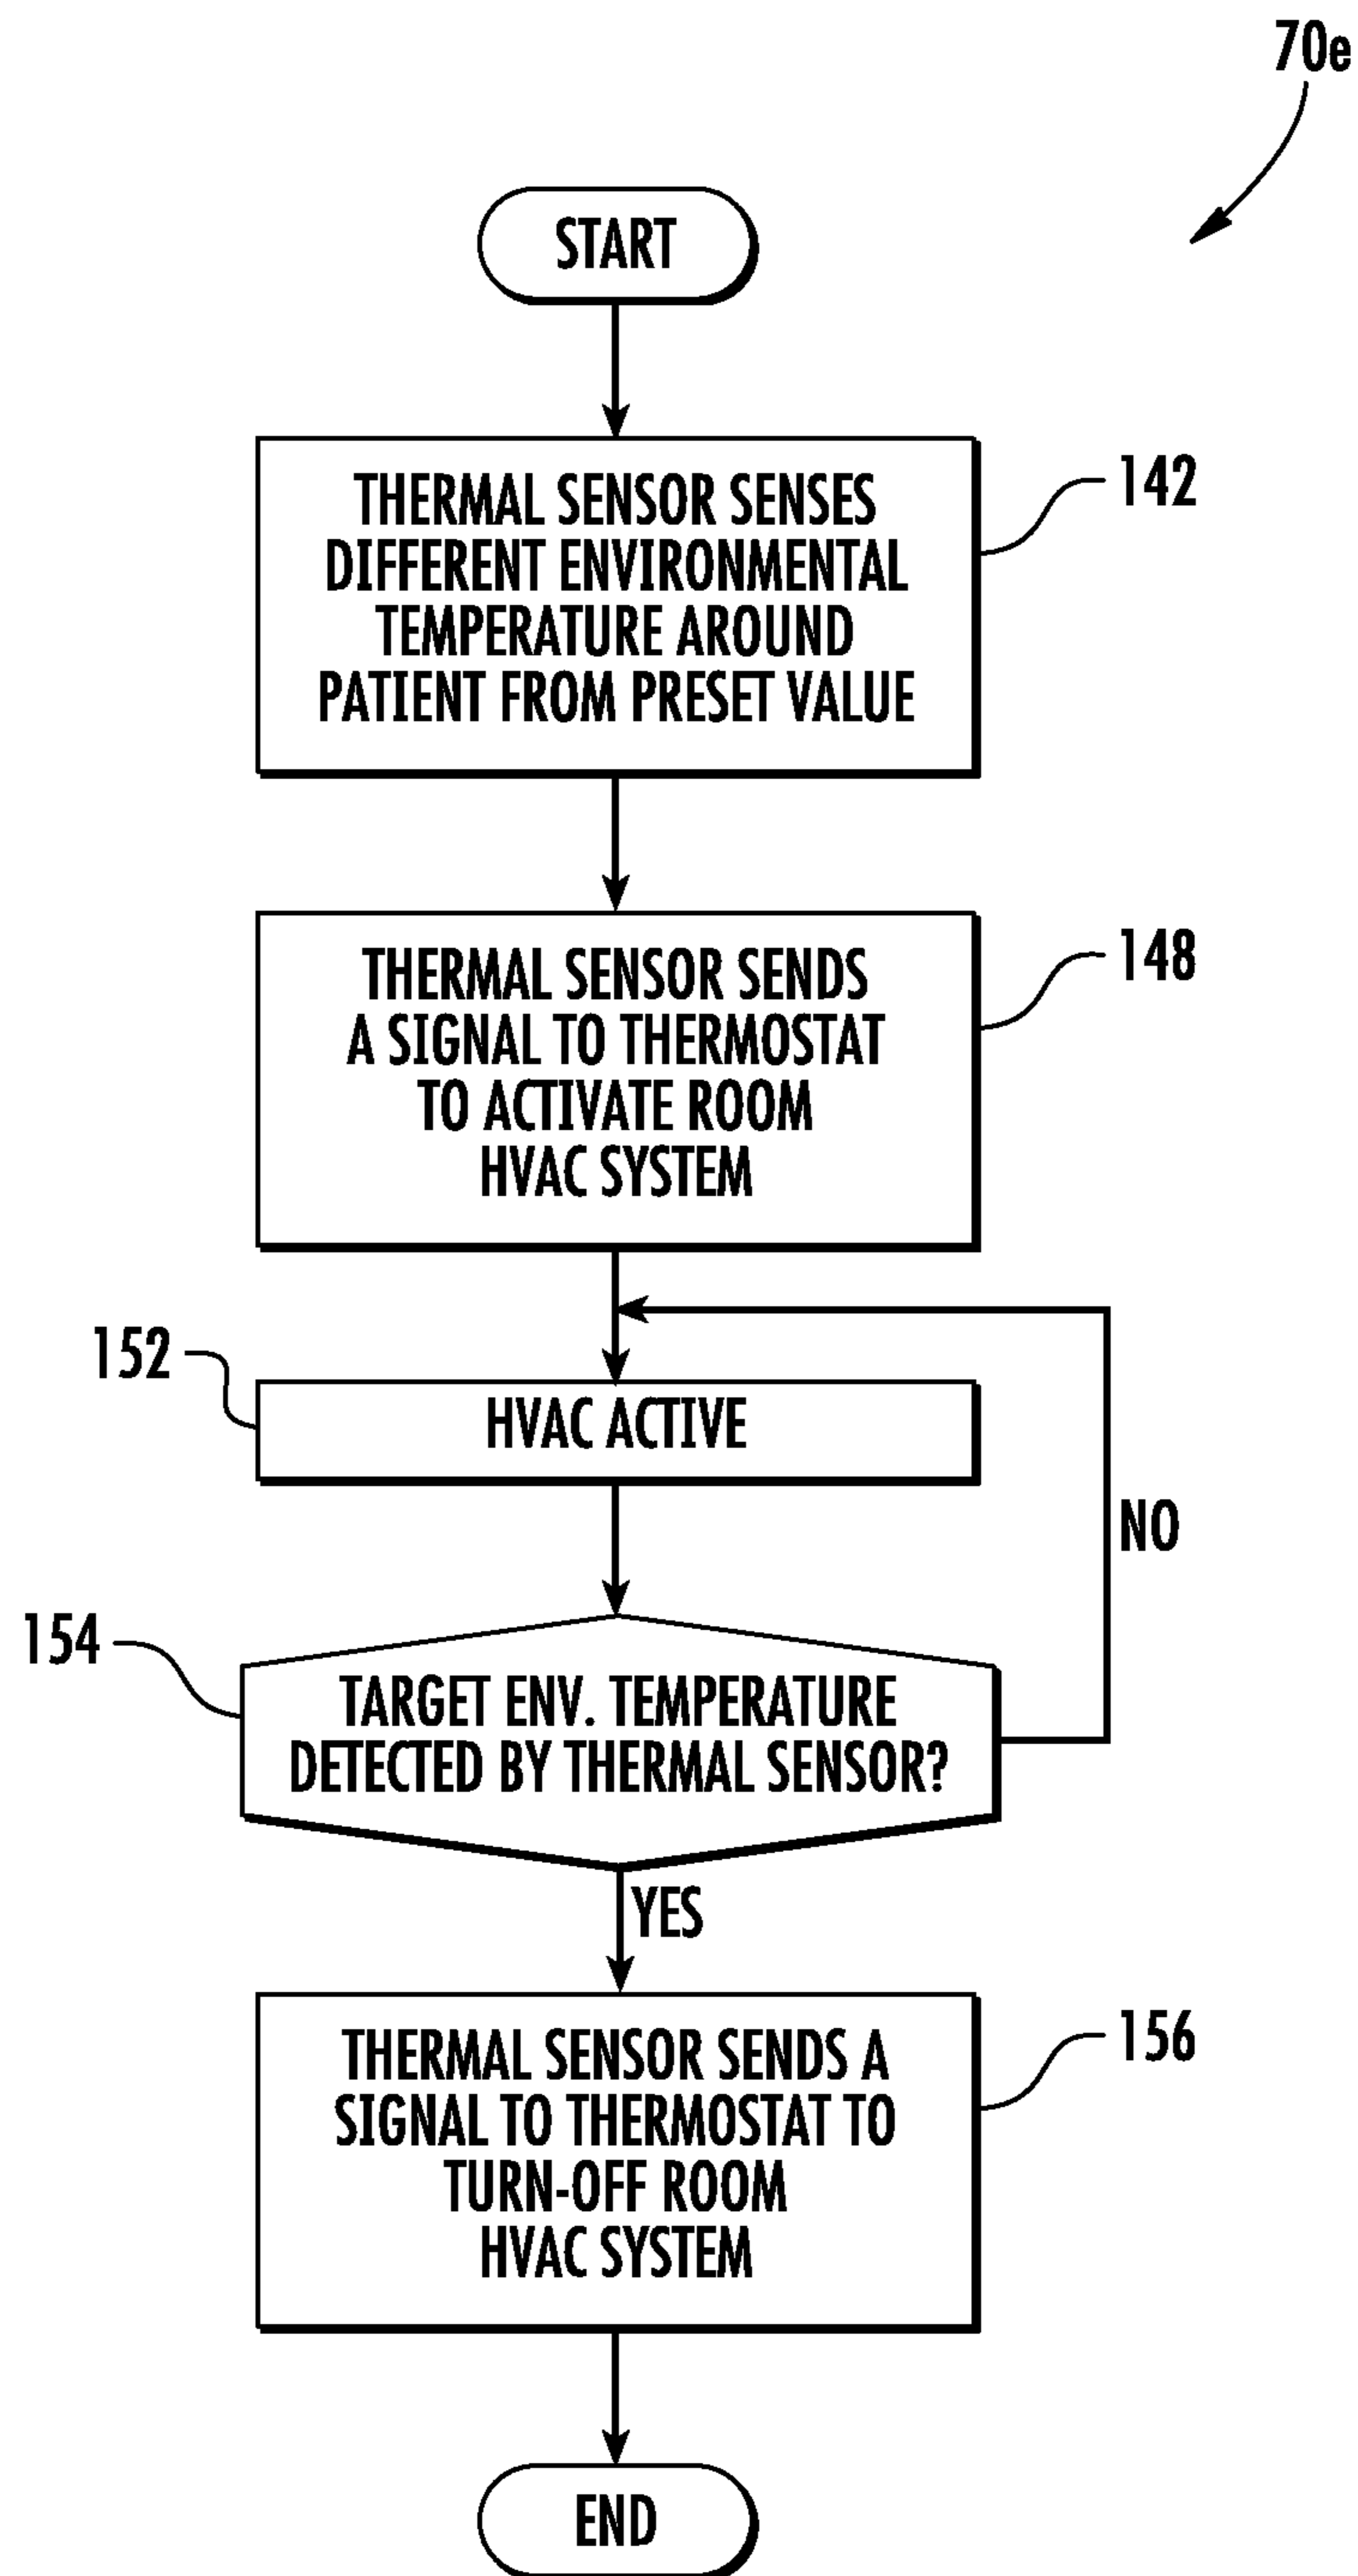 70e
START
THERMAL SENSOR SENSES
DIFFERENT ENVIRONMENTAL
TEMPERATURE AROUND
PATIENT FROM PRESET VALUE
142
THERMAL SENSOR SENDS
A SIGNAL TO THERMOSTAT
TO ACTIVATE ROOM
HVAC SYSTEM
148
152
HVAC ACTIVE
NO
154
TARGET ENV. TEMPERATURE
DETECTED BY THERMAL SENSOR?
YES
THERMAL SENSOR SENDS A
SIGNAL TO THERMOSTAT TO
TURN-OFF ROOM
HVAC SYSTEM
156
END